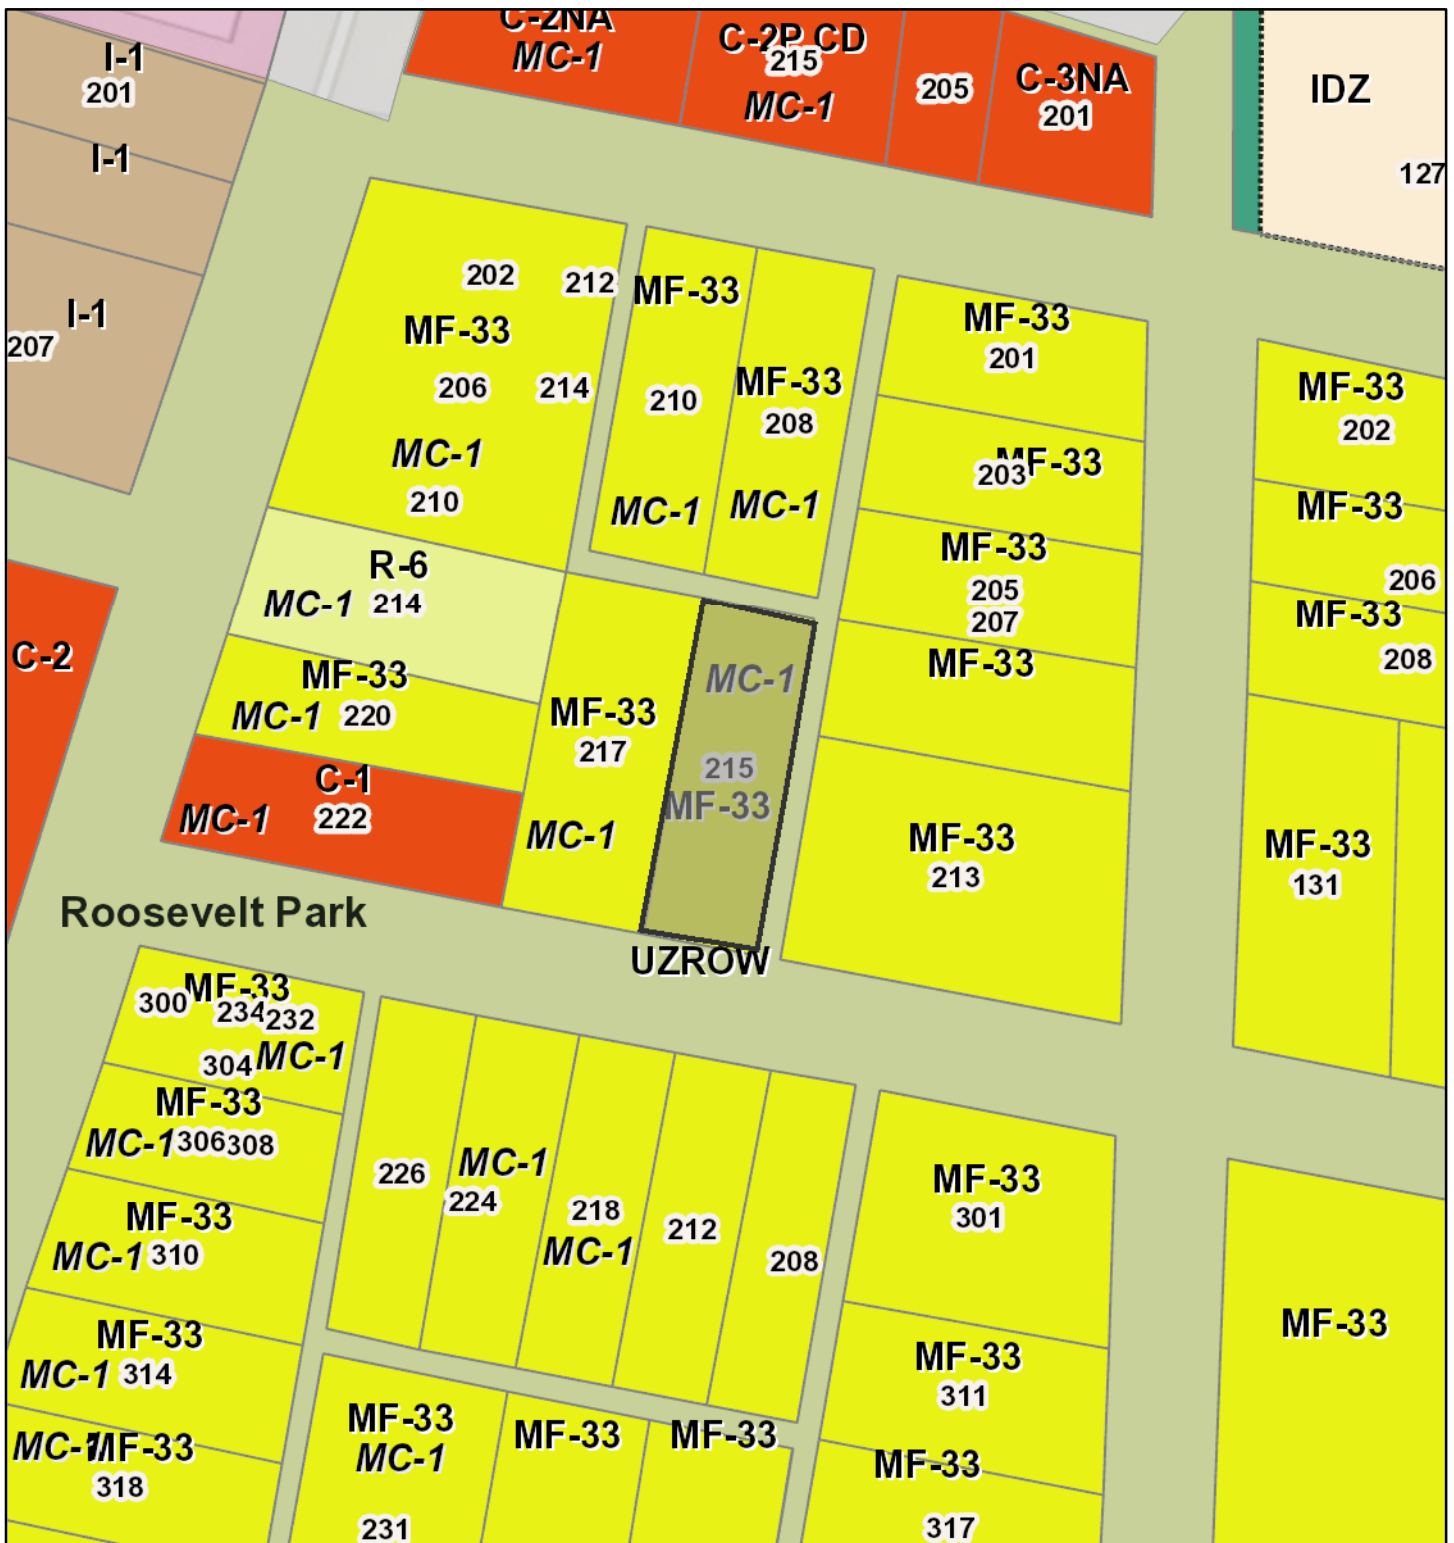 C-2NA
MC-1
C-2P CD
215
MC-1
205
C-3NA
201
IDZ
127
I-1
201
I-1
I-1
207
202
212
MF-33
206
214
MC-1
210
MF-33
210
MC-1
MF-33
208
MC-1
MF-33
201
203 MF-33
MF-33
205
207
MF-33
MF-33
213
MF-33
202
MF-33
206
MF-33
208
MF-33
131
R-6
MC-1 214
MF-33
MC-1 220
C-1
MC-1 222
C-2
MF-33
217
MC-1
MC-1
215
MF-33
Roosevelt Park
UZROW
MF-33
300 234 232
304 MC-1
MF-33
MC-1 306 308
MF-33
MC-1 310
MF-33
MC-1 314
MC-1 MF-33
318
226
MC-1
224
218
MC-1
212
208
MF-33
301
MF-33
311
MF-33
317
MF-33
MF-33
MC-1
231
MF-33
MF-33